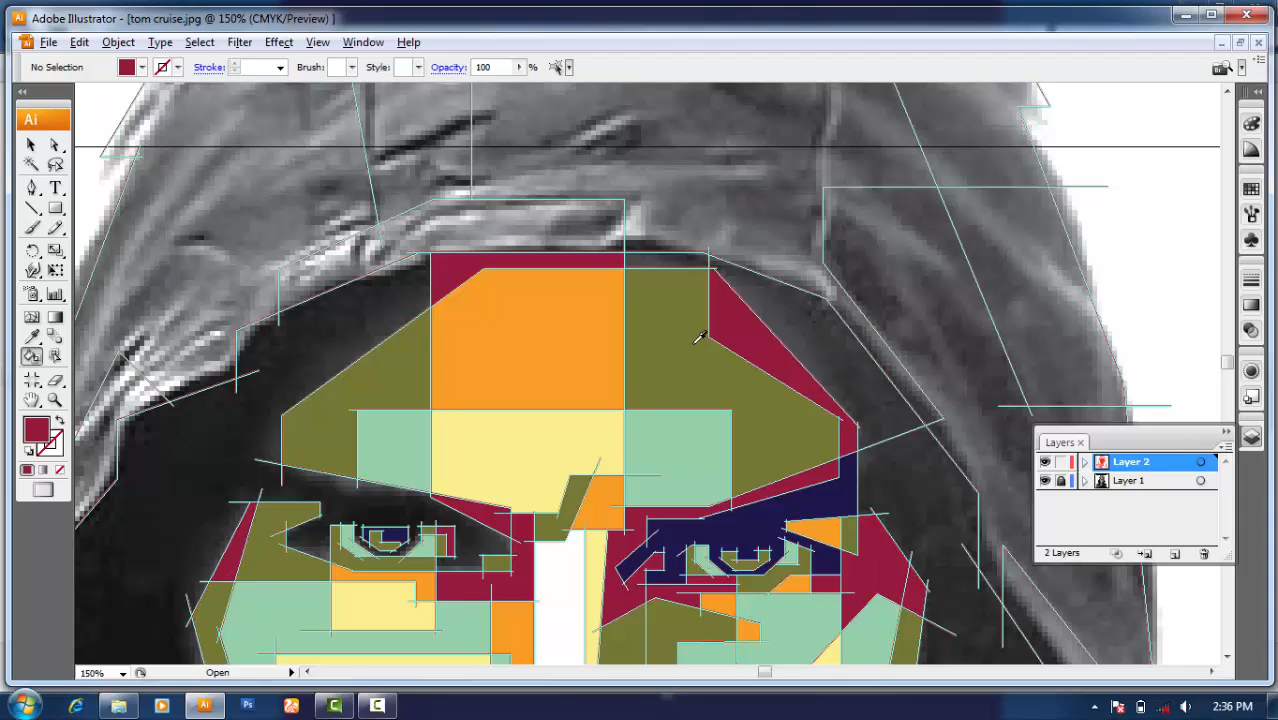 Adobe Illustrator - [tom cruise.jpg @ 150% (CMYK/Preview) ]
File Edit Object Type Select Filter Effect View Window Help
No Selection Stroke: Brush: Style: Opacity: 100 %
Ai
T
Layers ×
Layer 2
Layer 1
2 Layers
150% Open
Ai Ps C C 2:36 PM